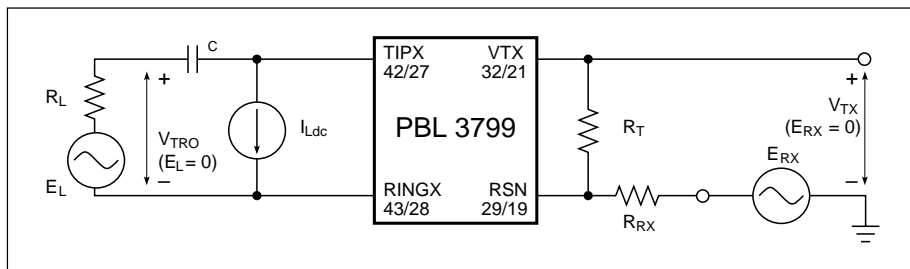 C
TIPX
42/27
VTX
32/21
R_L
+
V_TRO
(E_L = 0)
–
I_Ldc
PBL 3799
R_T
+
V_TX
(E_RX = 0)
–
E_L
RINGX
43/28
RSN
29/19
R_RX
E_RX